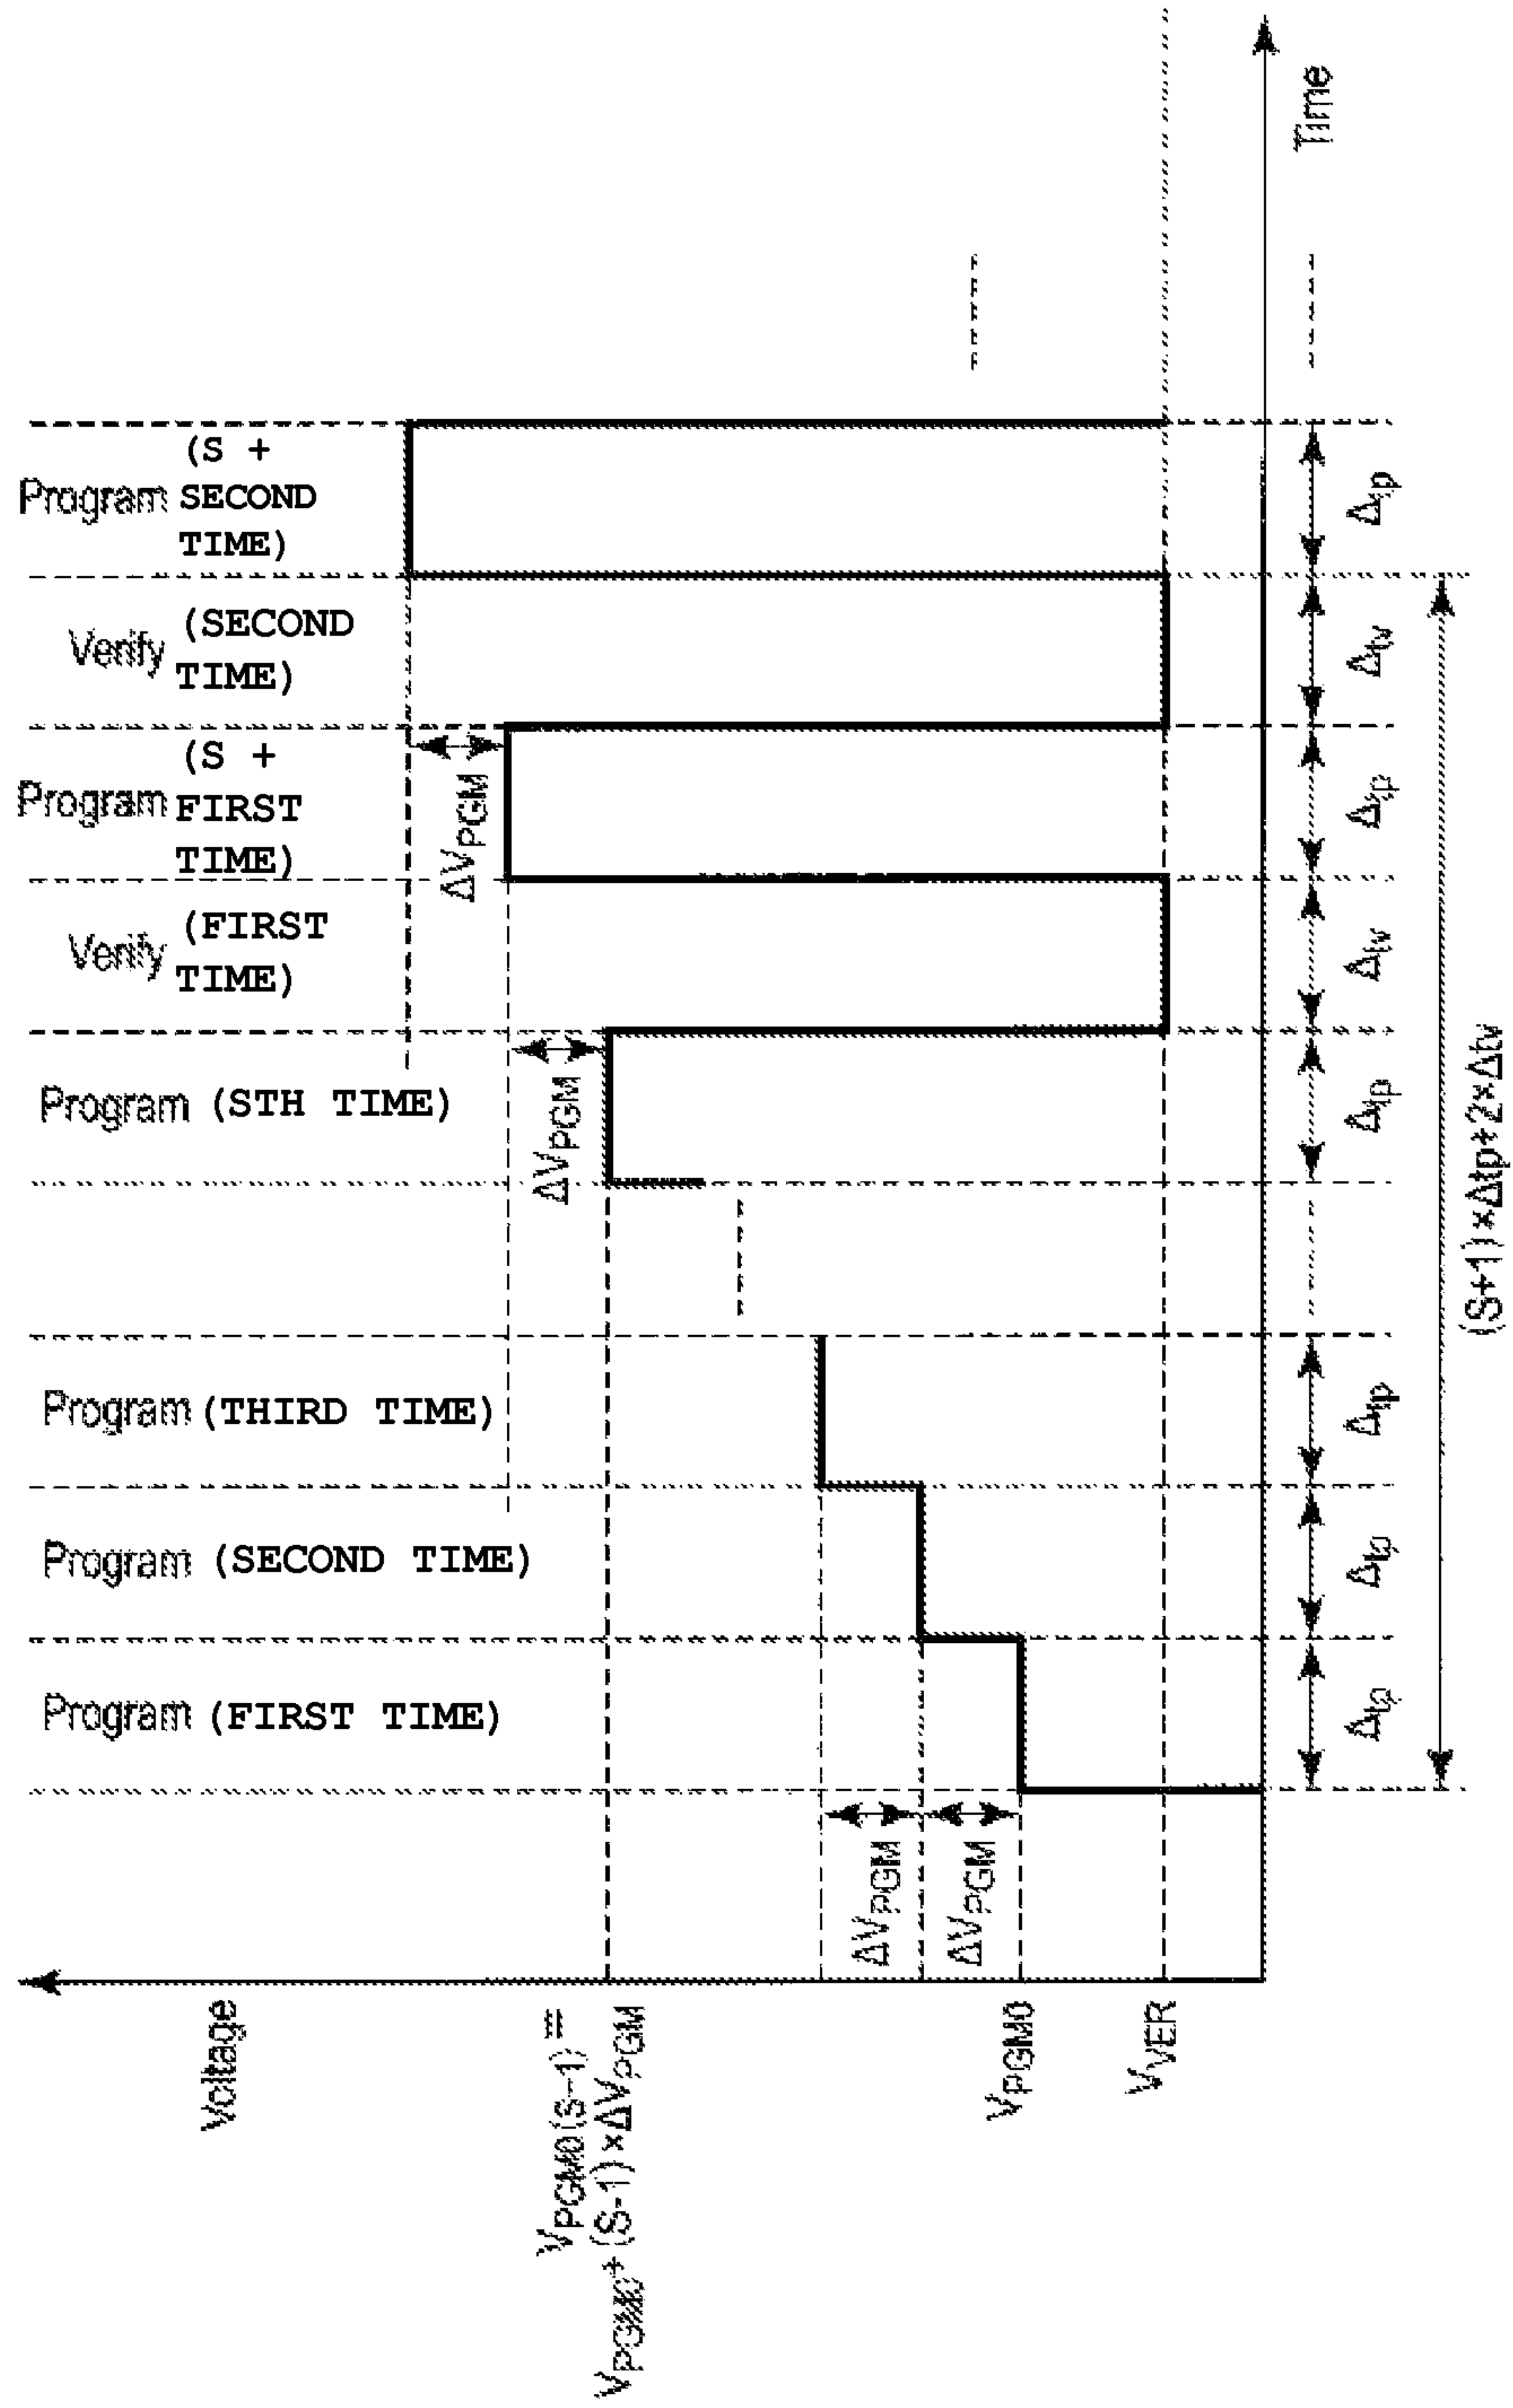 Program (S +
SECOND
TIME)
Verify (SECOND
TIME)
Program (S +
FIRST
TIME)
Verify (FIRST
TIME)
Program (STH TIME)
Program (THIRD TIME)
Program (SECOND TIME)
Program (FIRST TIME)
ΔVPGM
ΔVPGM
ΔVPGM
ΔVPGM
Voltage
VPGM0(s-1) =
VPGM0+(S-1)×ΔVPGM
VPGM0
VVER
Time
Δtp
Δtv
Δtp
Δtv
Δtp
Δtp
Δtp
Δtp
(S+1)×Δtp+2×Δtv